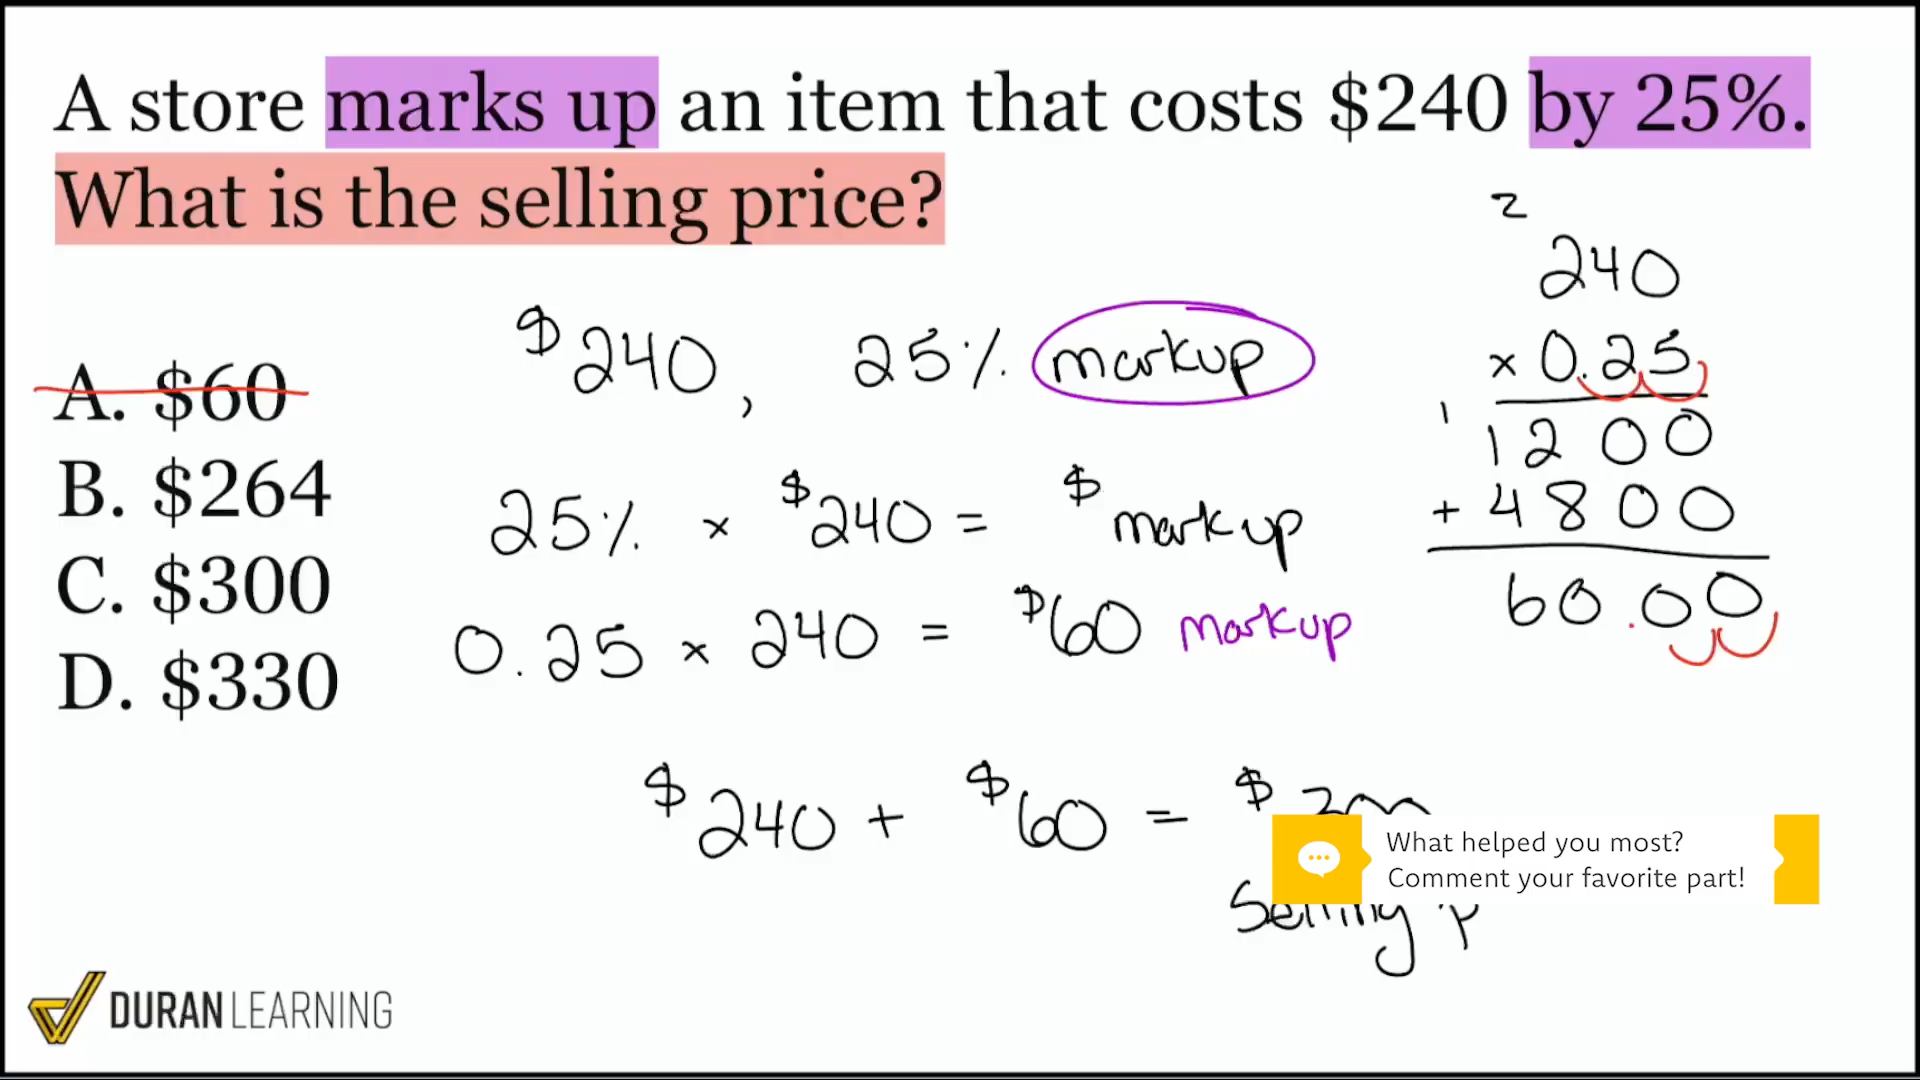 A store marks up an item that costs $240 by 25%.
What is the selling price?
A. $60
B. $264
C. $300
D. $330
$240, 25% markup
25% × $240 = $ markup
0.25 × 240 = $60 markup
$240 + $60 = $
Selling
2
240
× 0.25
1
1200
+ 4800
60.00
What helped you most?
Comment your favorite part!
DURAN LEARNING